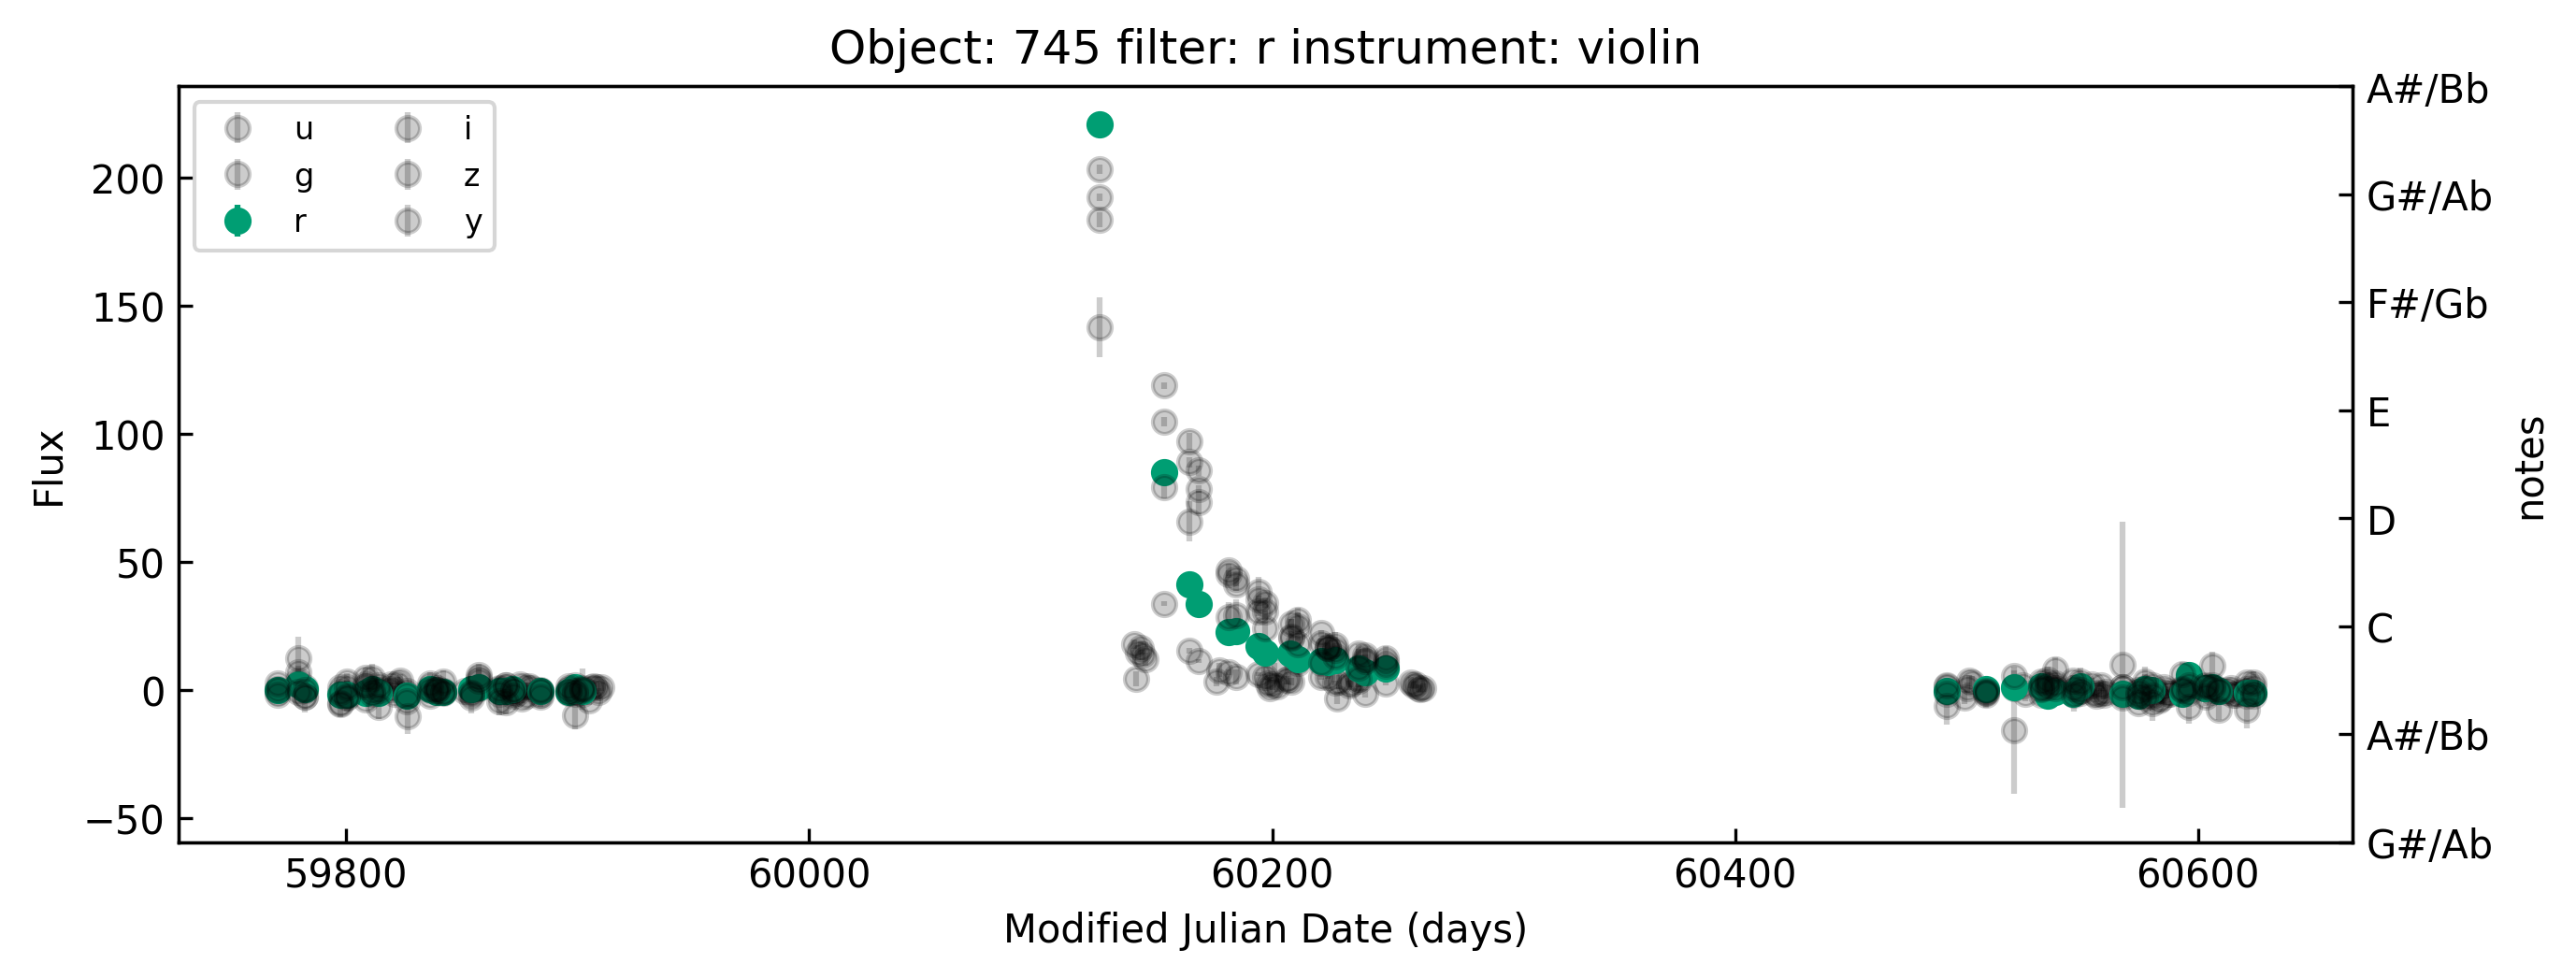 Object: 745 filter: r instrument: violin
u
g
r
i
z
y
Flux
200
150
100
50
0
−50
59800
60000
60200
60400
60600
Modified Julian Date (days)
A#/Bb
G#/Ab
F#/Gb
E
D
C
A#/Bb
G#/Ab
notes